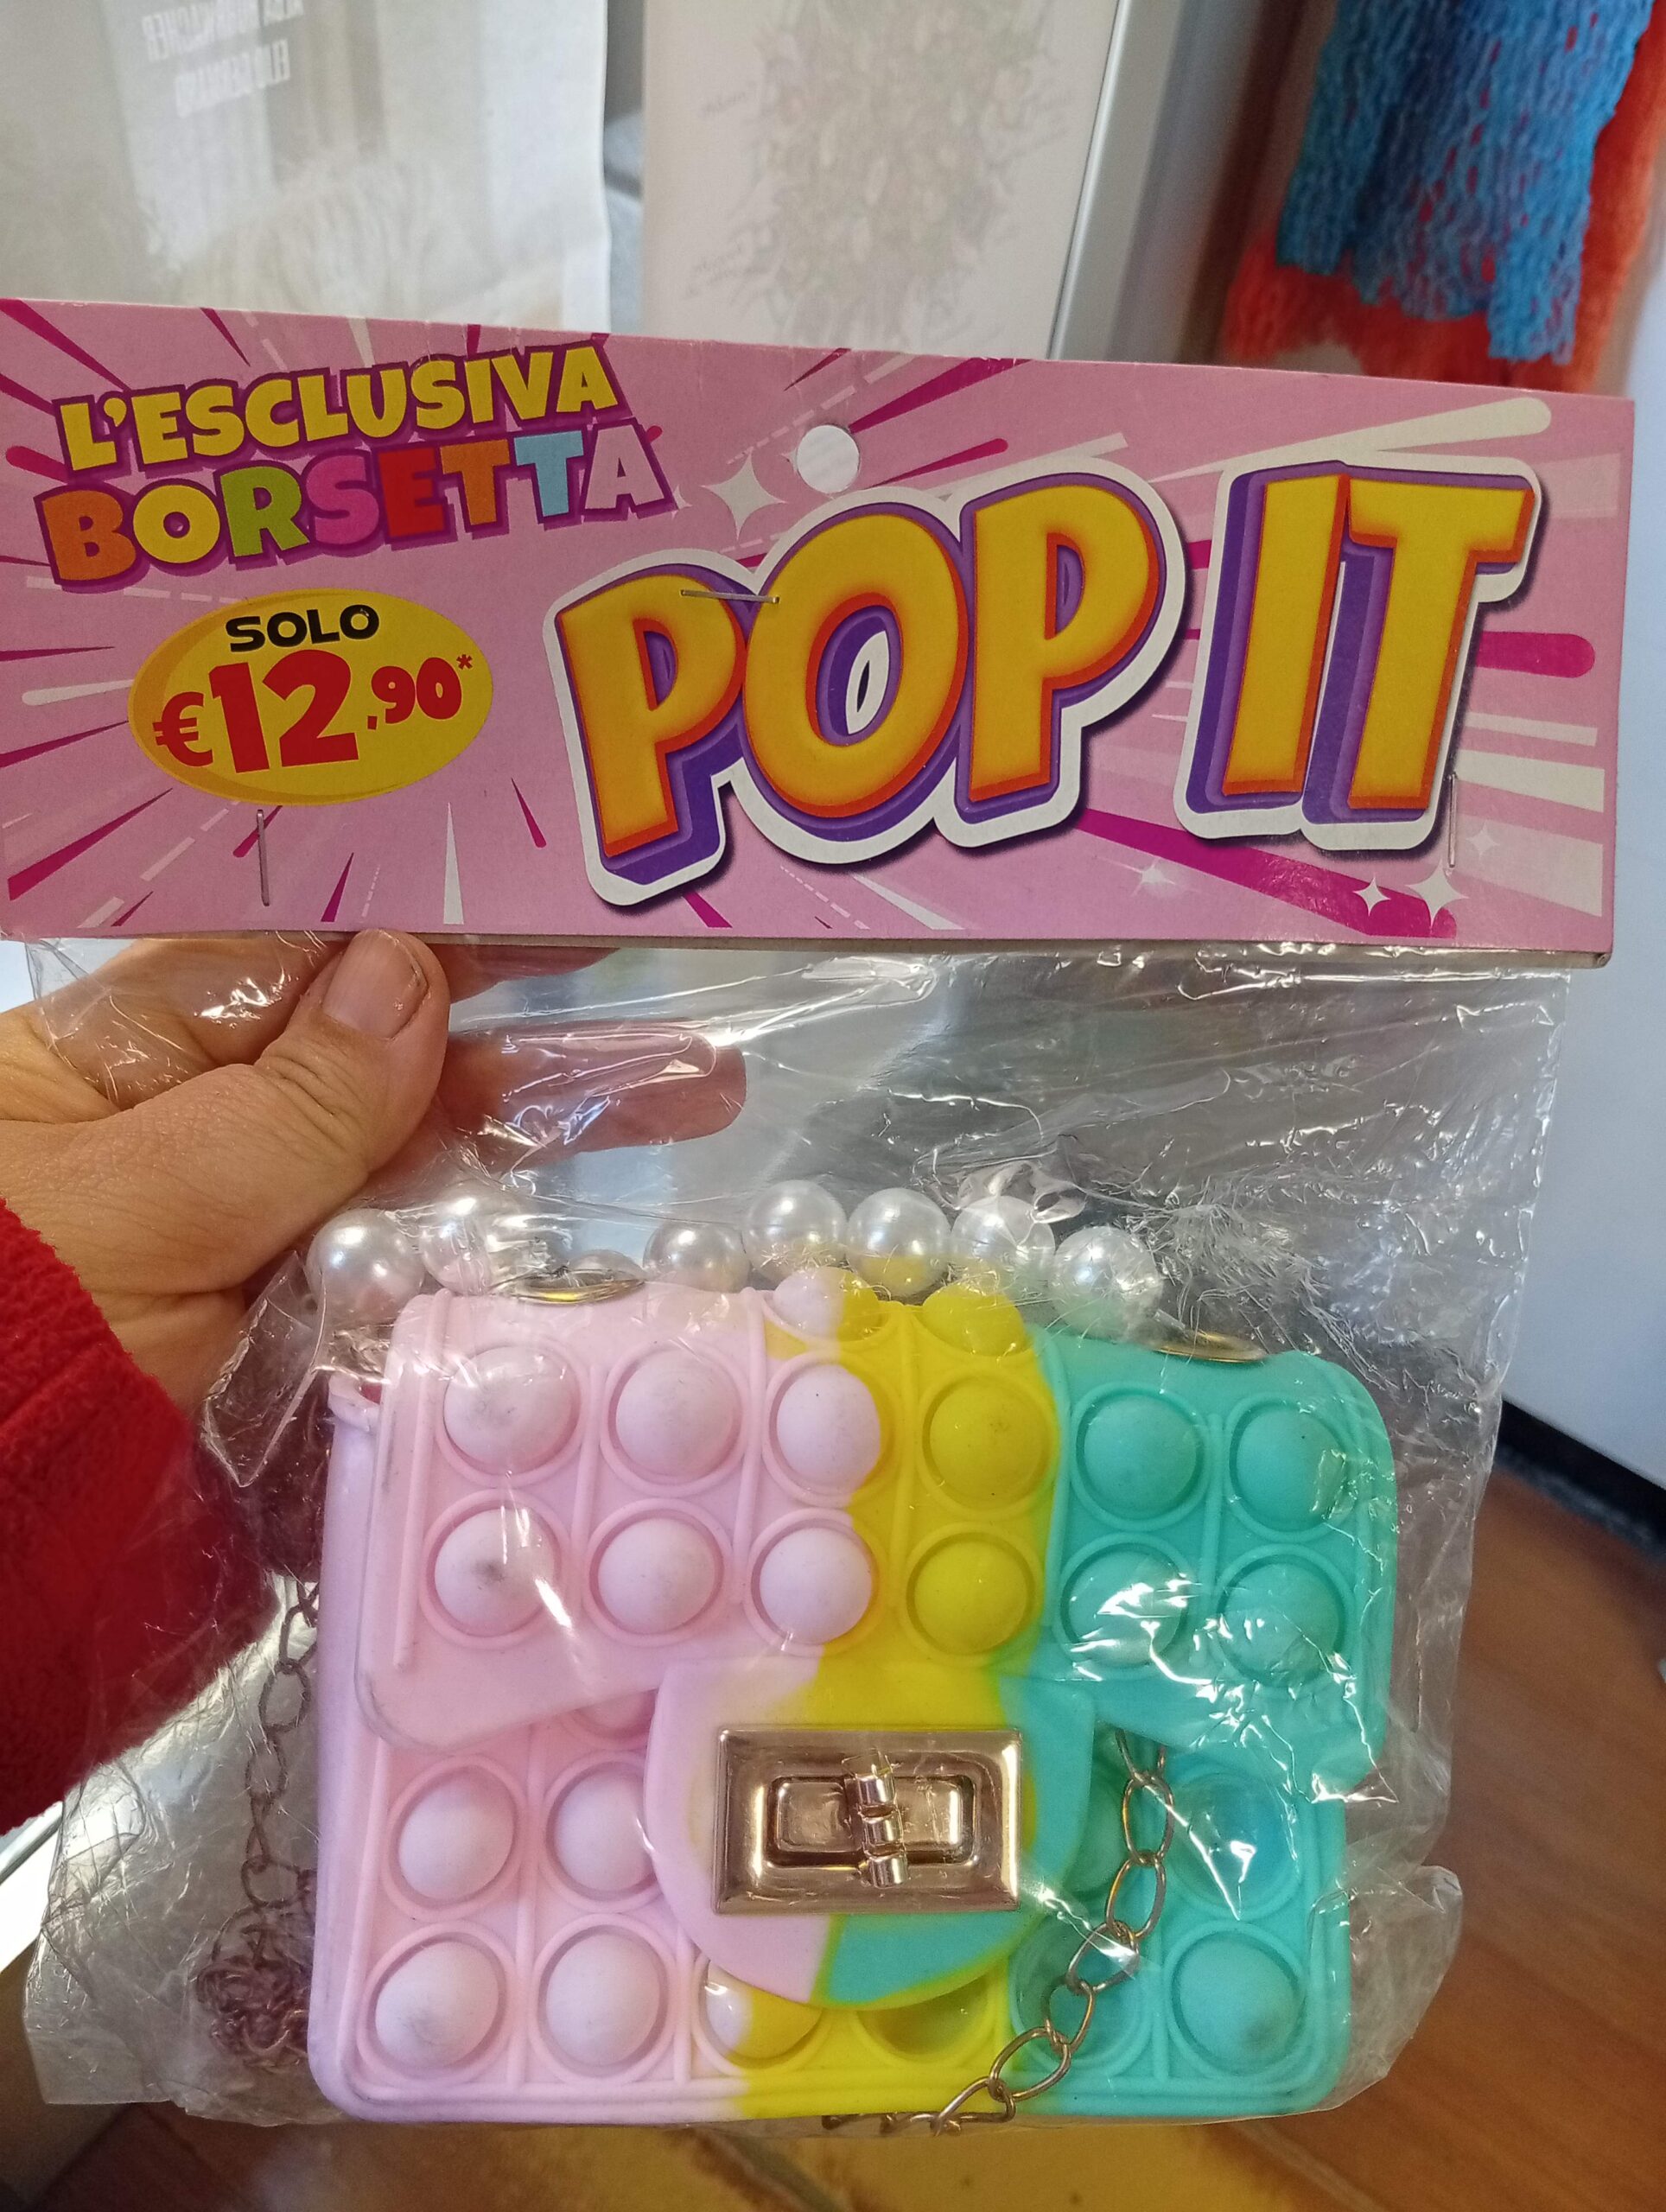 L'ESCLUSIVA
BORSETTA
SOLO
€12,90*
POP IT